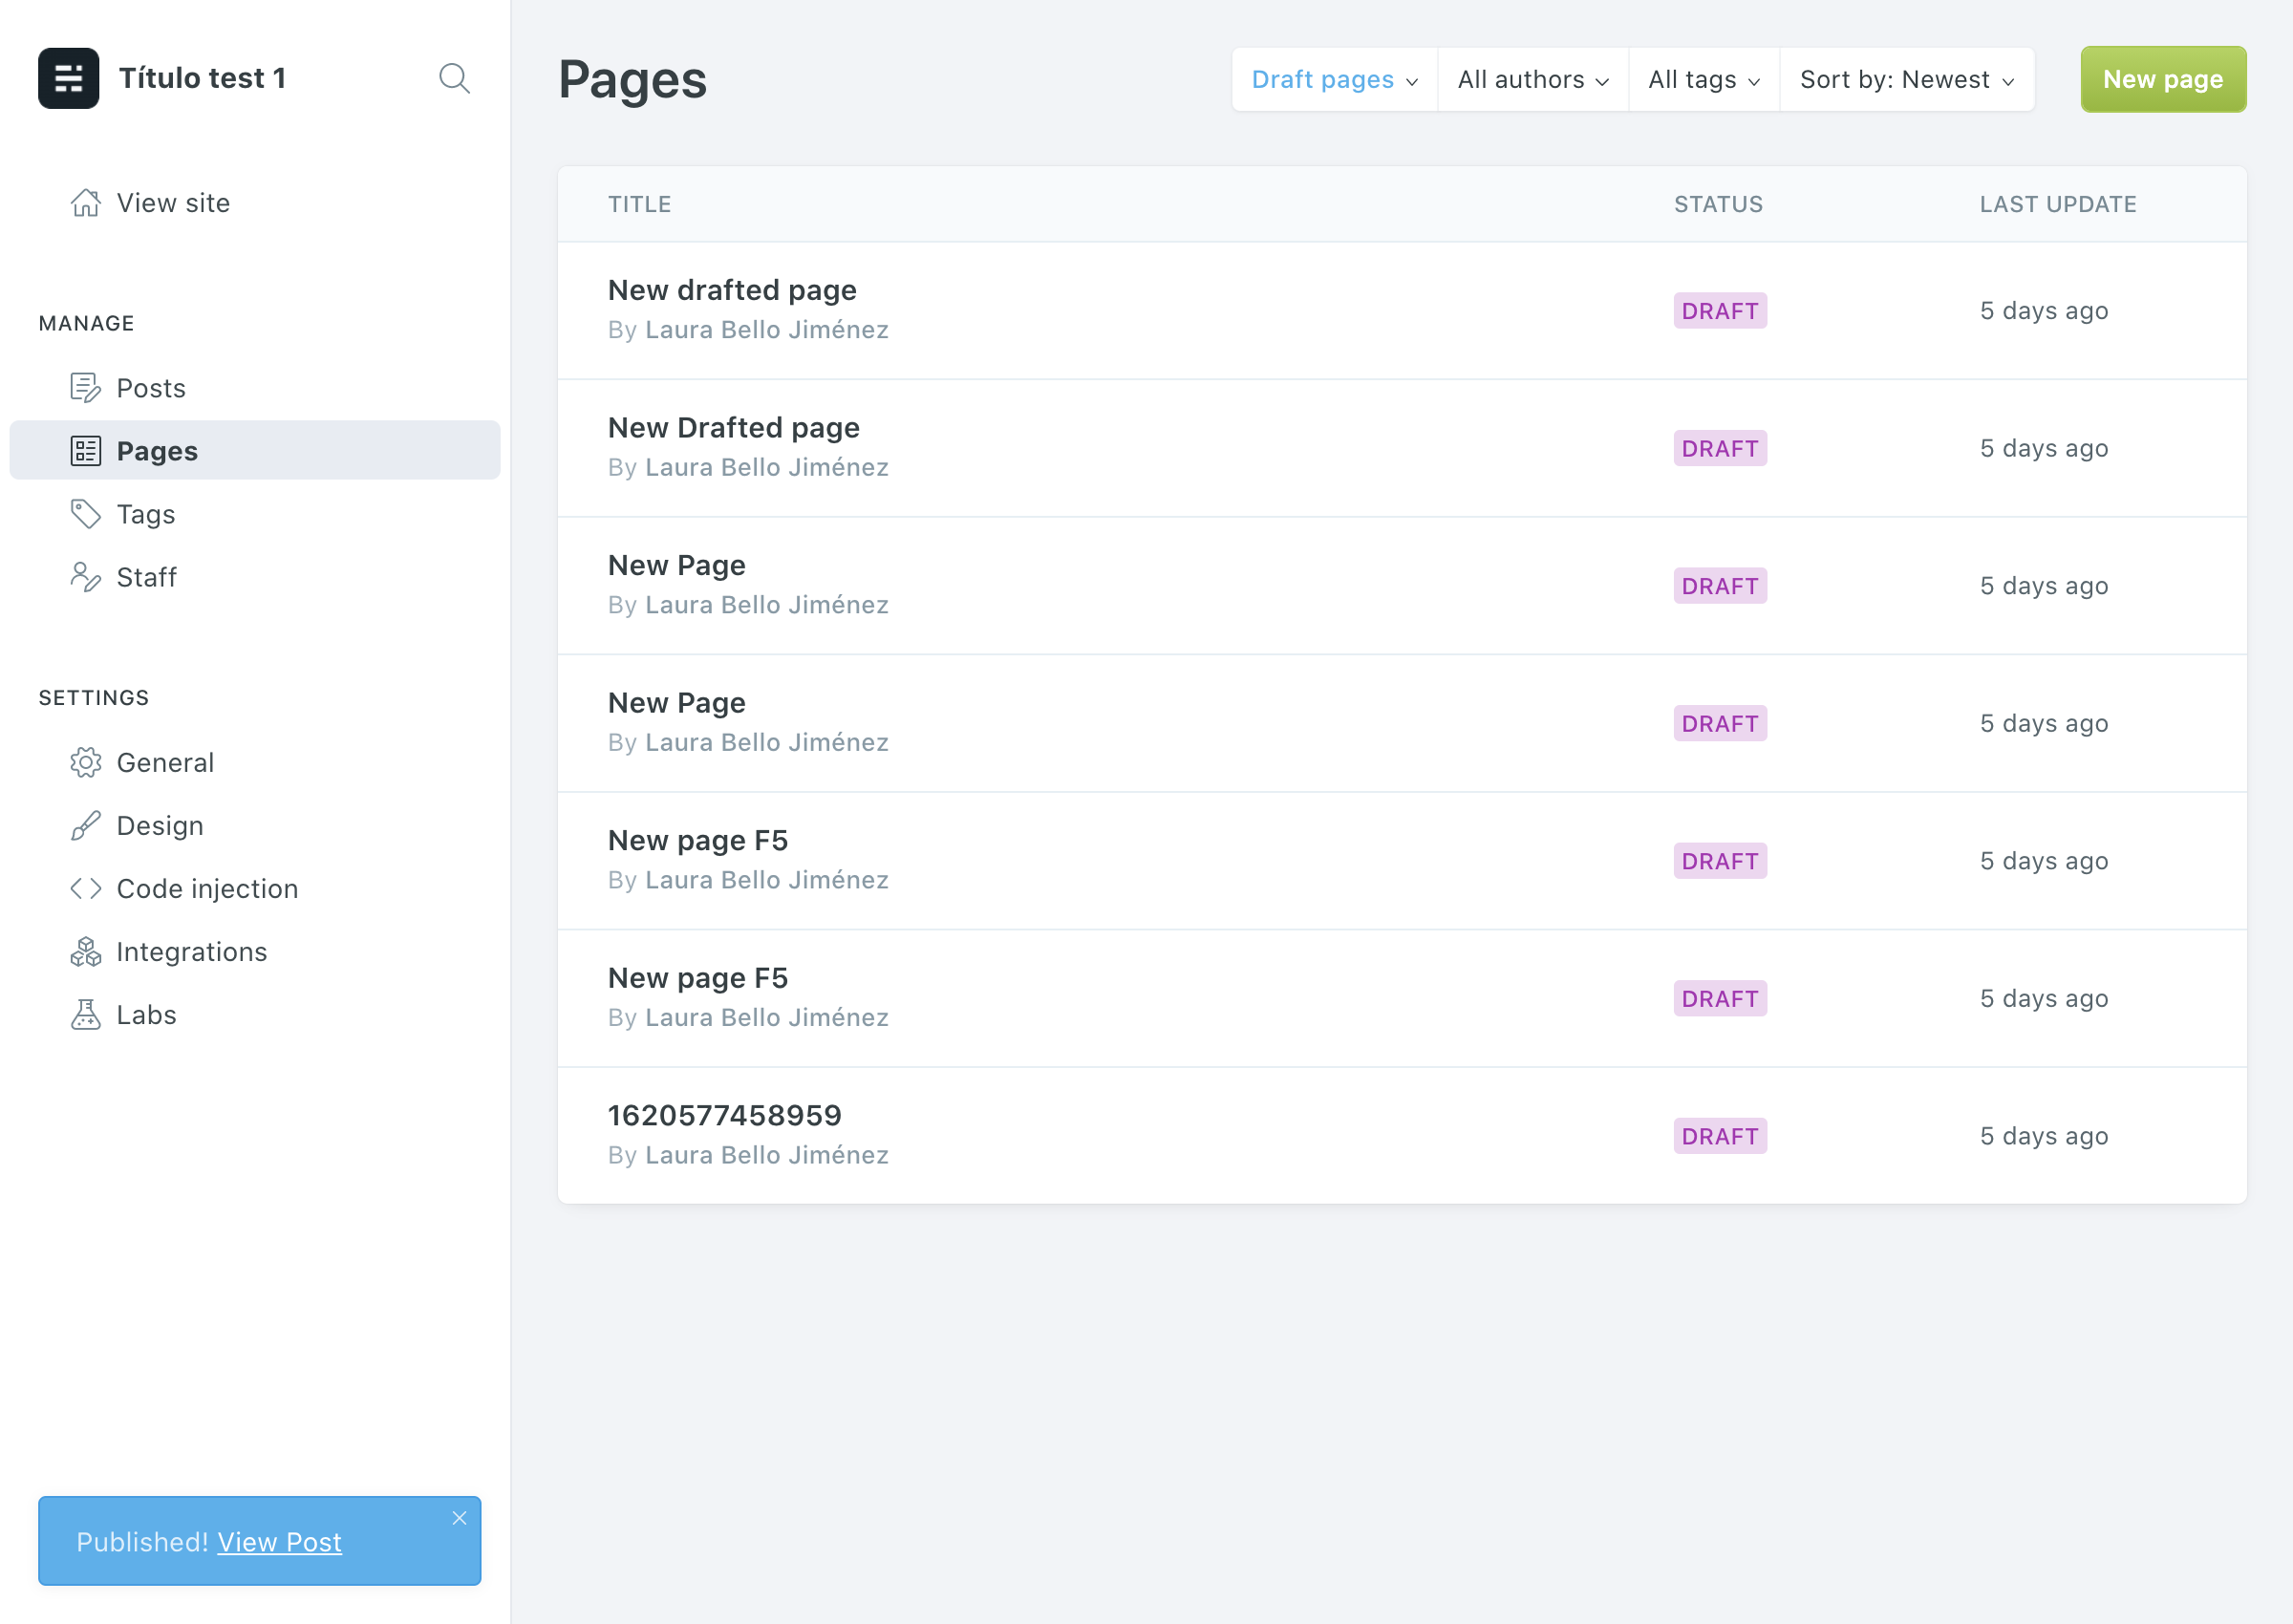 Título test 1
View site
MANAGE
Posts
Pages
Tags
Staff
SETTINGS
General
Design
Code injection
Integrations
Labs
Published! View Post
Pages
Draft pages
All authors
All tags
Sort by: Newest
New page
TITLE STATUS LAST UPDATE
New drafted page
By Laura Bello Jiménez
DRAFT
5 days ago
New Drafted page
By Laura Bello Jiménez
DRAFT
5 days ago
New Page
By Laura Bello Jiménez
DRAFT
5 days ago
New Page
By Laura Bello Jiménez
DRAFT
5 days ago
New page F5
By Laura Bello Jiménez
DRAFT
5 days ago
New page F5
By Laura Bello Jiménez
DRAFT
5 days ago
1620577458959
By Laura Bello Jiménez
DRAFT
5 days ago